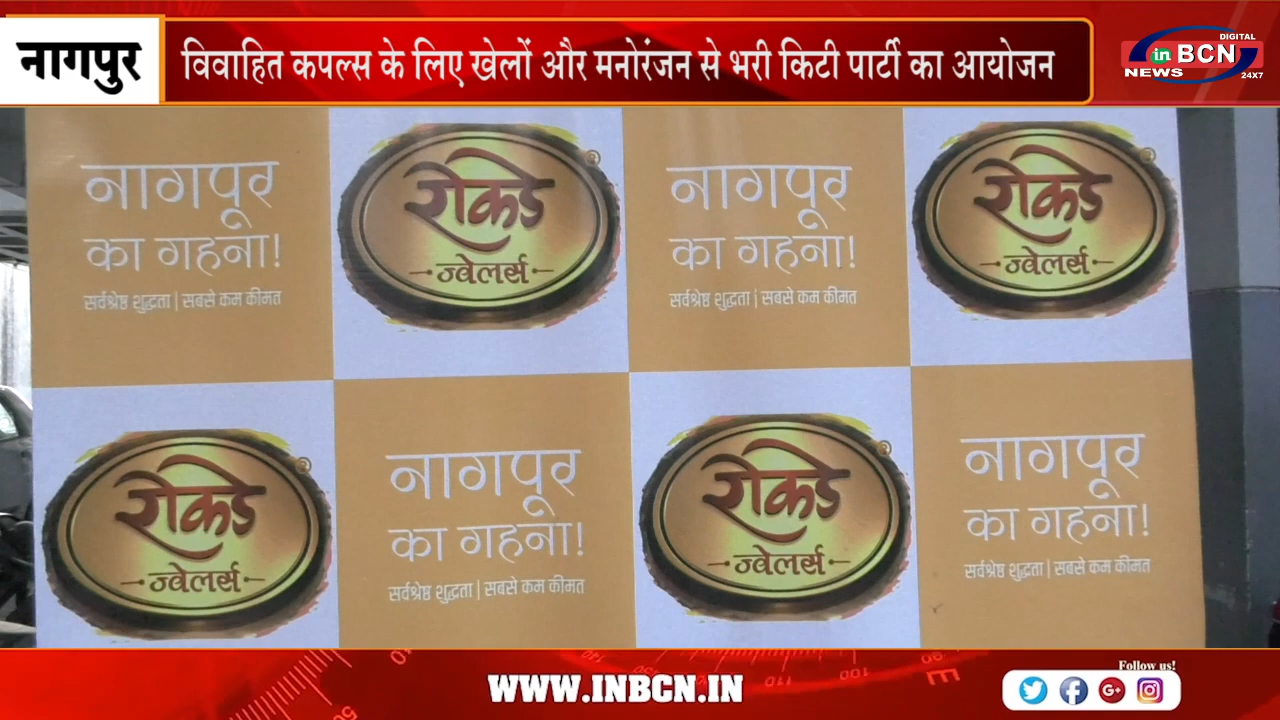 नागपुर
विवाहित कपल्स के लिए खेलों और मनोरंजन से भरी किटी पार्टी का आयोजन
DIGITAL
in BCN
NEWS 24X7
नागपूर
का गहना!
सर्वश्रेष्ठ शुद्धता | सबसे कम कीमत
रोकडे
ज्वेलर्स
नागपूर
का गहना!
सर्वश्रेष्ठ शुद्धता | सबसे कम कीमत
रोकडे
ज्वेलर्स
रोकडे
ज्वेलर्स
नागपूर
का गहना!
सर्वश्रेष्ठ शुद्धता | सबसे कम कीमत
रोकडे
ज्वेलर्स
नागपूर
का गहना!
सर्वश्रेष्ठ शुद्धता | सबसे कम कीमत
WWW.INBCN.IN
Follow us!